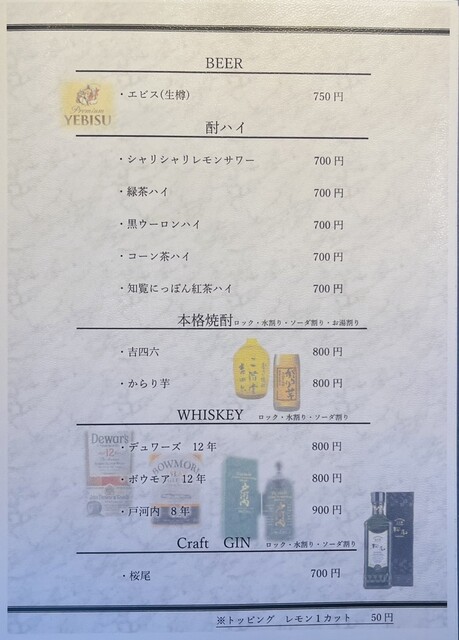 BEER
・エビス(生樽) 750円
Premium
YEBISU
酎ハイ
・シャリシャリレモンサワー 700円
・緑茶ハイ 700円
・黒ウーロンハイ 700円
・コーン茶ハイ 700円
・知覧にっぽん紅茶ハイ 700円
本格焼酎 ロック・水割り・ソーダ割り・お湯割り
・吉四六 800円
・からり芋 800円
WHISKEY ロック・水割り・ソーダ割り
・デュワーズ 12年 800円
Dewar's
12
・ボウモア 12年 800円
BOWMORE
・戸河内 8年 900円
戸河内
Craft GIN ロック・水割り・ソーダ割り
・桜尾 700円
※トッピング レモン1カット 50円